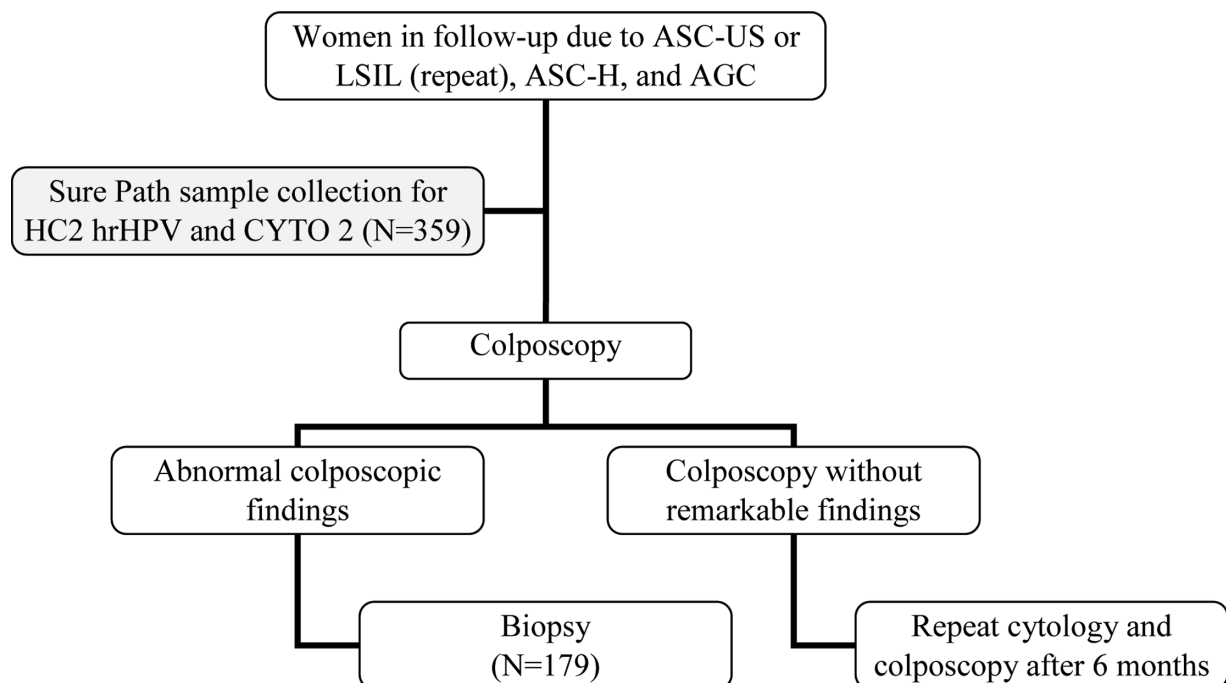 Women in follow-up due to ASC-US or
LSIL (repeat), ASC-H, and AGC
Sure Path sample collection for
HC2 hrHPV and CYTO 2 (N=359)
Colposcopy
Abnormal colposcopic
findings
Colposcopy without
remarkable findings
Biopsy
(N=179)
Repeat cytology and
colposcopy after 6 months